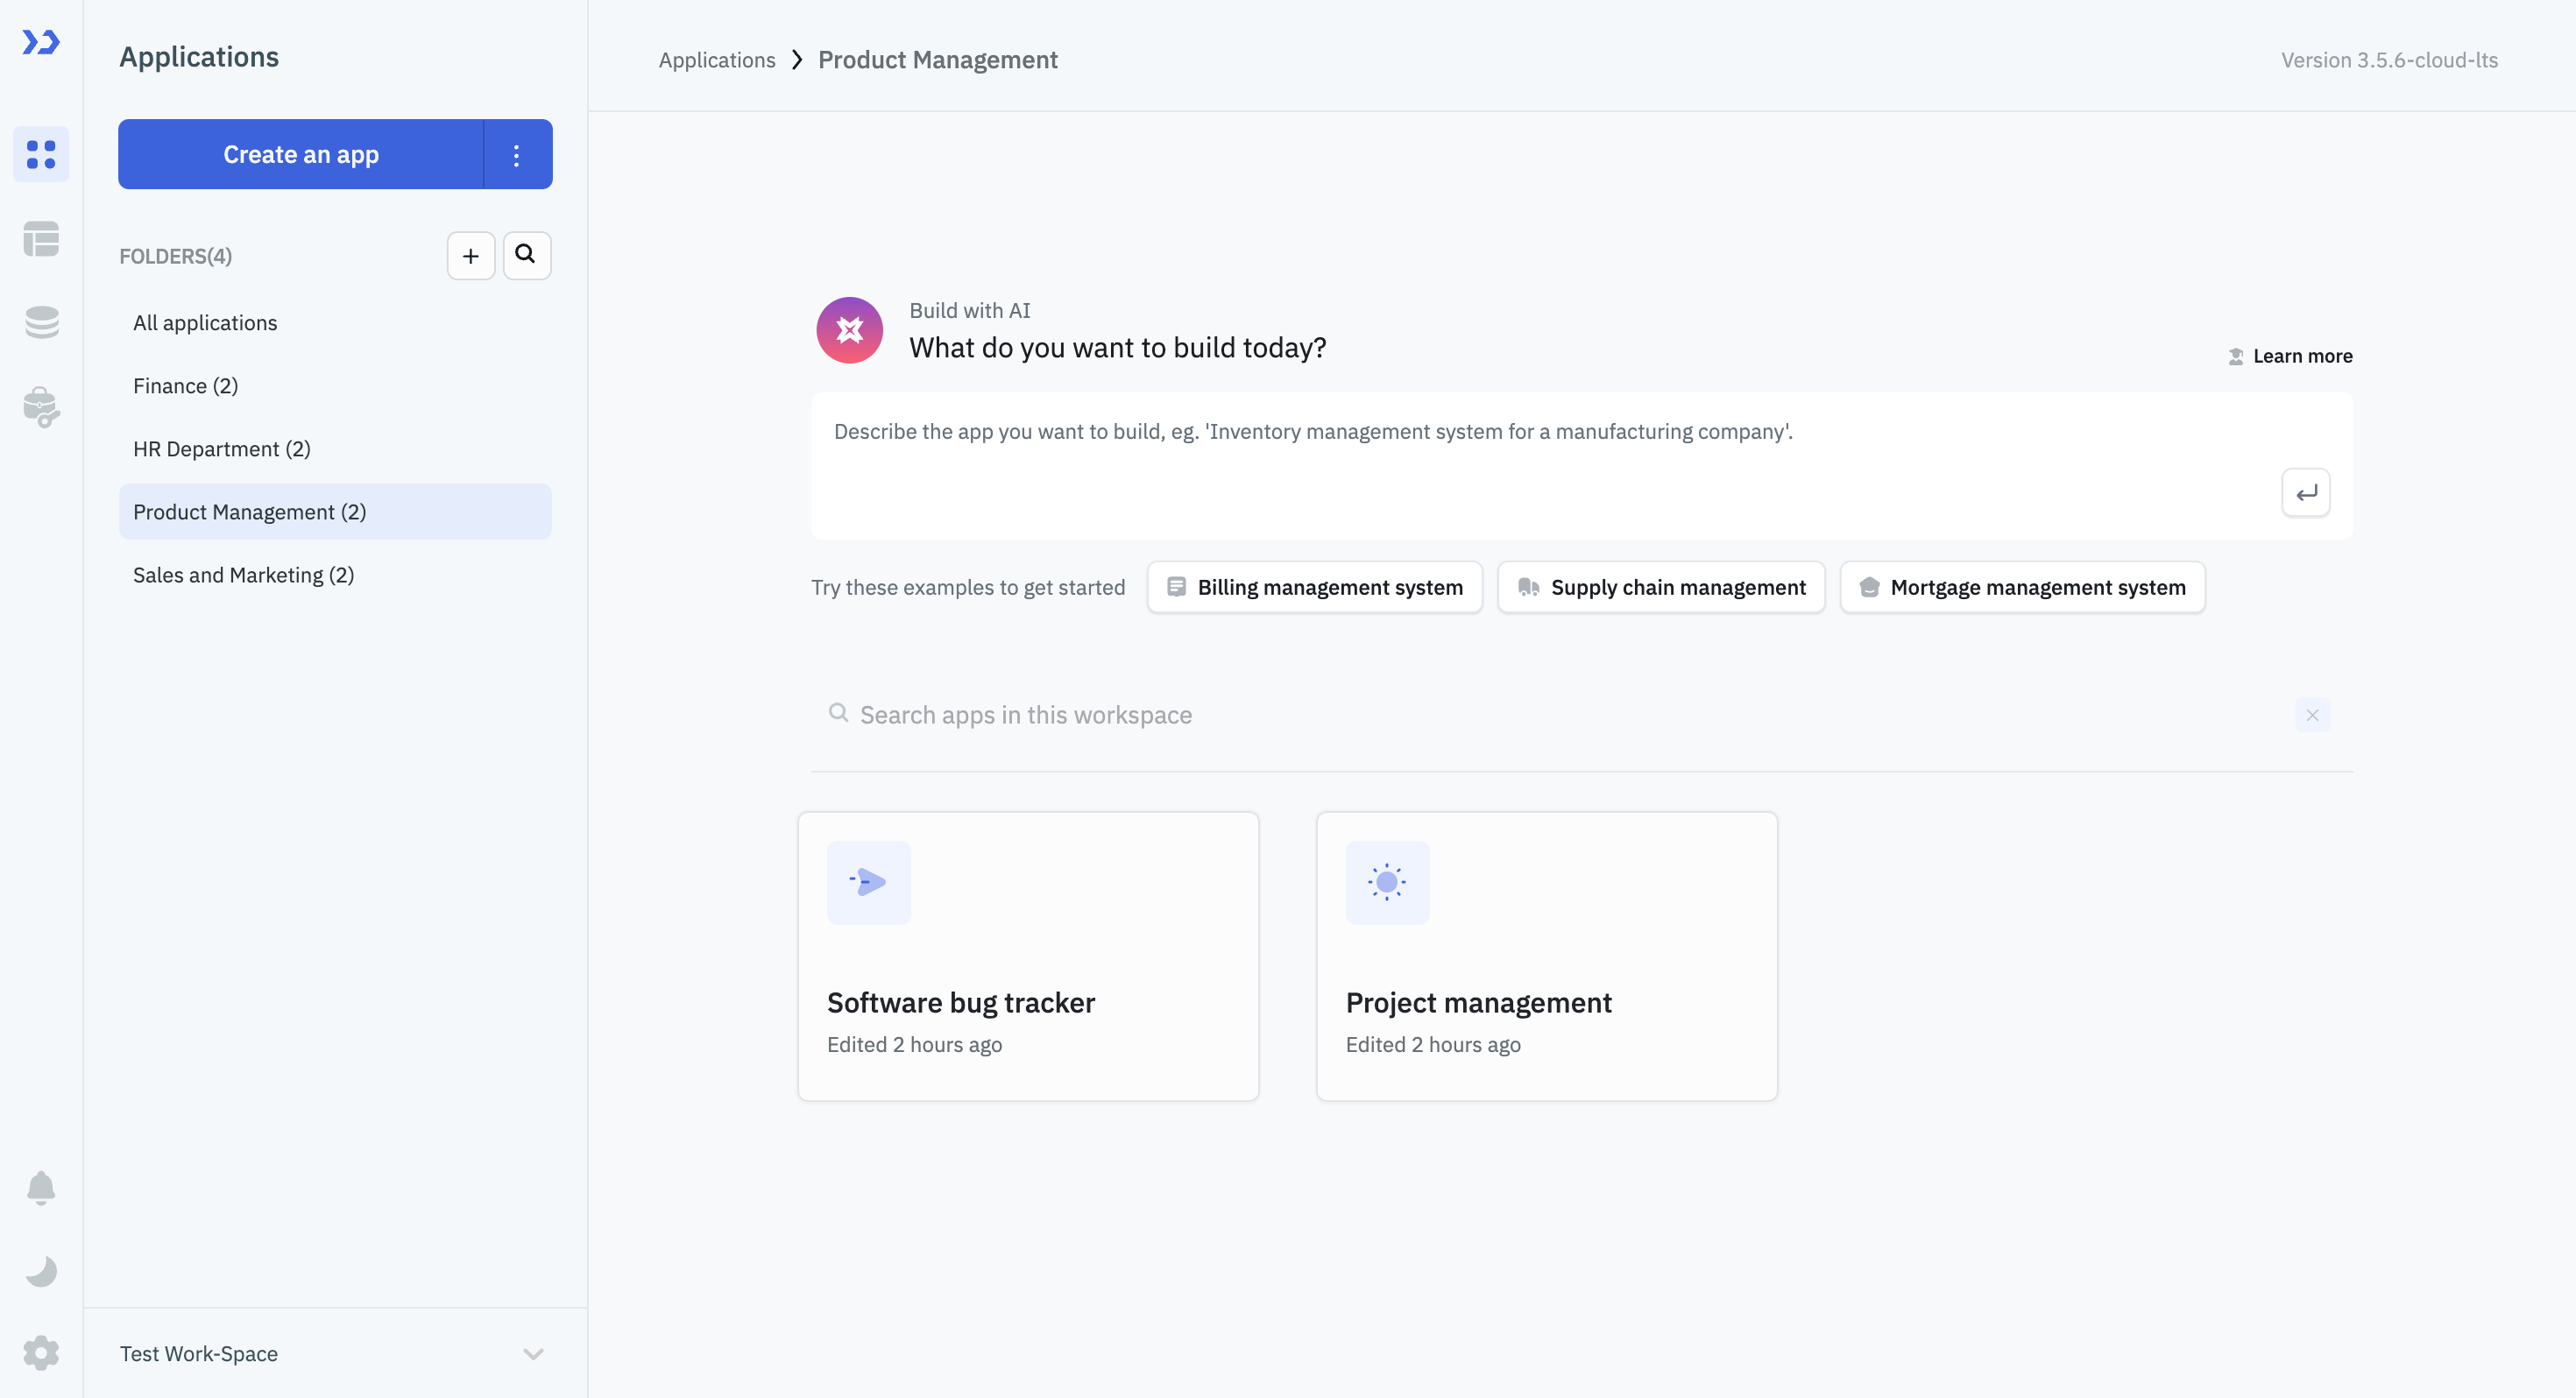 Applications
Create an app
FOLDERS(4)
All applications
Finance (2)
HR Department (2)
Product Management (2)
Sales and Marketing (2)
Test Work-Space
Applications > Product Management
Version 3.5.6-cloud-lts
Build with AI
What do you want to build today?
Learn more
Describe the app you want to build, eg. 'Inventory management system for a manufacturing company'.
Try these examples to get started
Billing management system
Supply chain management
Mortgage management system
Search apps in this workspace
Software bug tracker
Edited 2 hours ago
Project management
Edited 2 hours ago